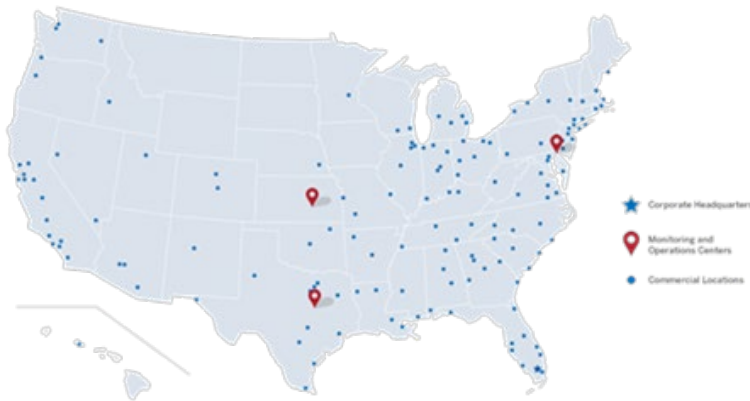 Corporate Headquarters
Monitoring and
Operations Centers
Commercial Locations